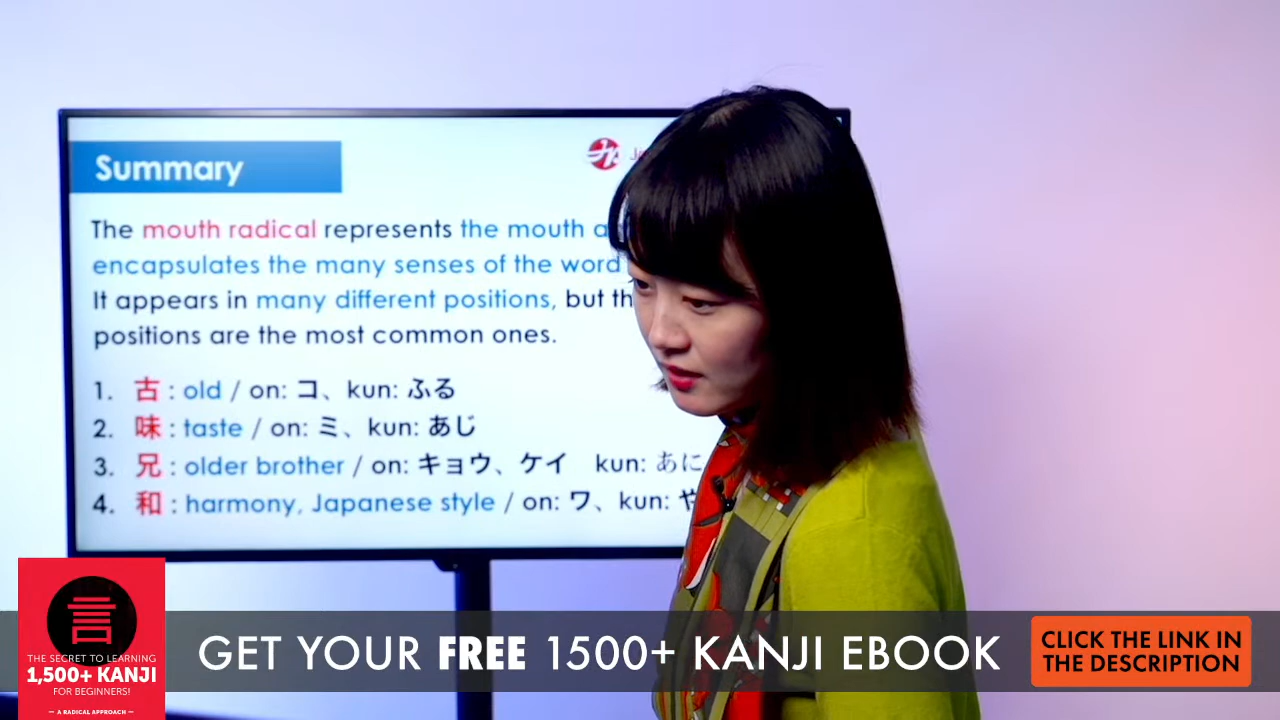 Summary
The mouth radical represents the mouth a
encapsulates the many senses of the word
It appears in many different positions, but th
positions are the most common ones.
1. 古 : old / on: コ、kun: ふる
2. 味 : taste / on: ミ、kun: あじ
3. 兄 : older brother / on: キョウ、ケイ kun: あに
4. 和 : harmony, Japanese style / on: ワ、kun: や
言
THE SECRET TO LEARNING
1,500+ KANJI
FOR BEGINNERS!
— A RADICAL APPROACH —
GET YOUR FREE 1500+ KANJI EBOOK
CLICK THE LINK IN
THE DESCRIPTION